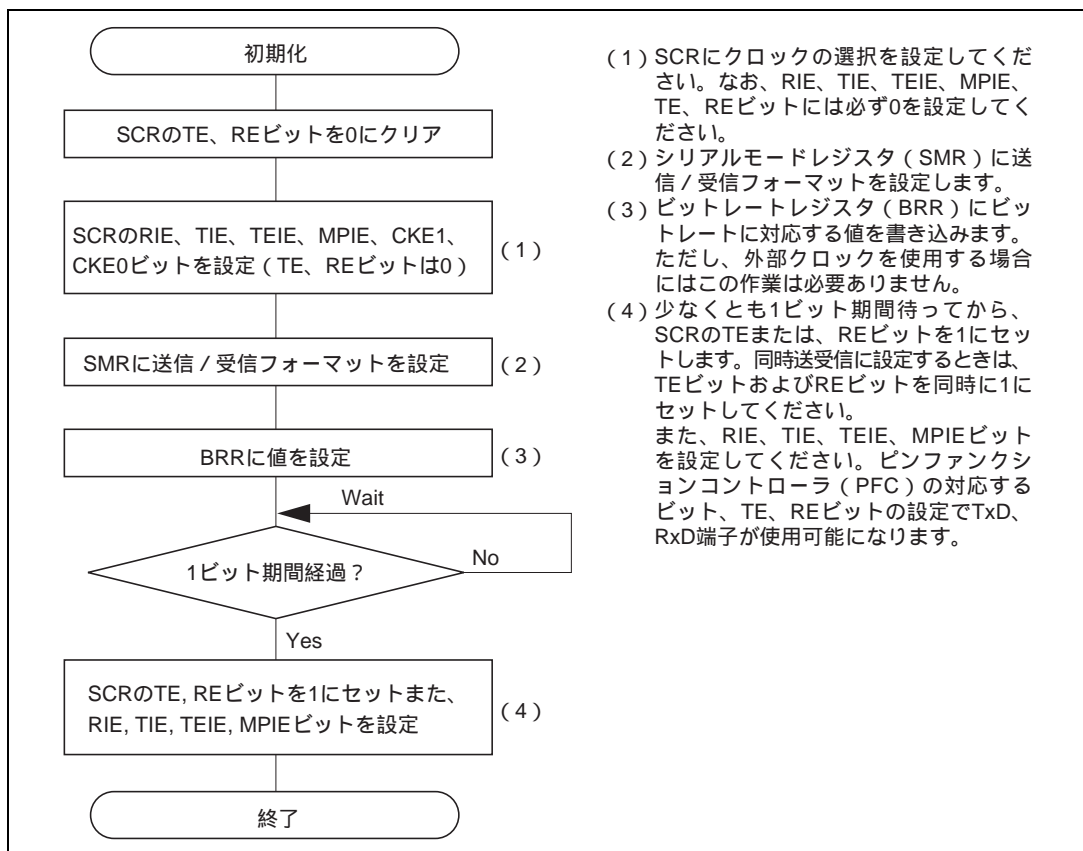 初期化
SCRのTE、REビットを0にクリア
SCRのRIE、TIE、TEIE、MPIE、CKE1、
CKE0ビットを設定（TE、REビットは0）
（1）
SMRに送信／受信フォーマットを設定
（2）
BRRに値を設定
（3）
Wait
1ビット期間経過？
No
Yes
SCRのTE, REビットを1にセットまた、
RIE, TIE, TEIE, MPIEビットを設定
（4）
終了
（1）SCRにクロックの選択を設定してくだ
さい。なお、RIE、TIE、TEIE、MPIE、
TE、REビットには必ず0を設定してく
ださい。
（2）シリアルモードレジスタ（SMR）に送
信／受信フォーマットを設定します。
（3）ビットレートレジスタ（BRR）にビッ
トレートに対応する値を書き込みます。
ただし、外部クロックを使用する場合
にはこの作業は必要ありません。
（4）少なくとも1ビット期間待ってから、
SCRのTEまたは、REビットを1にセッ
トします。同時送受信に設定するときは、
TEビットおよびREビットを同時に1に
セットしてください。
また、RIE、TIE、TEIE、MPIEビット
を設定してください。ピンファンクシ
ョンコントローラ（PFC）の対応する
ビット、TE、REビットの設定でTxD、
RxD端子が使用可能になります。